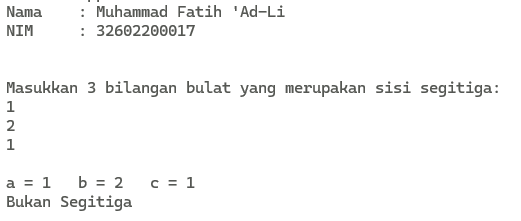 Nama    : Muhammad Fatih 'Ad-Li
NIM     : 32602200017
Masukkan 3 bilangan bulat yang merupakan sisi segitiga:
1
2
1
a = 1   b = 2   c = 1
Bukan Segitiga